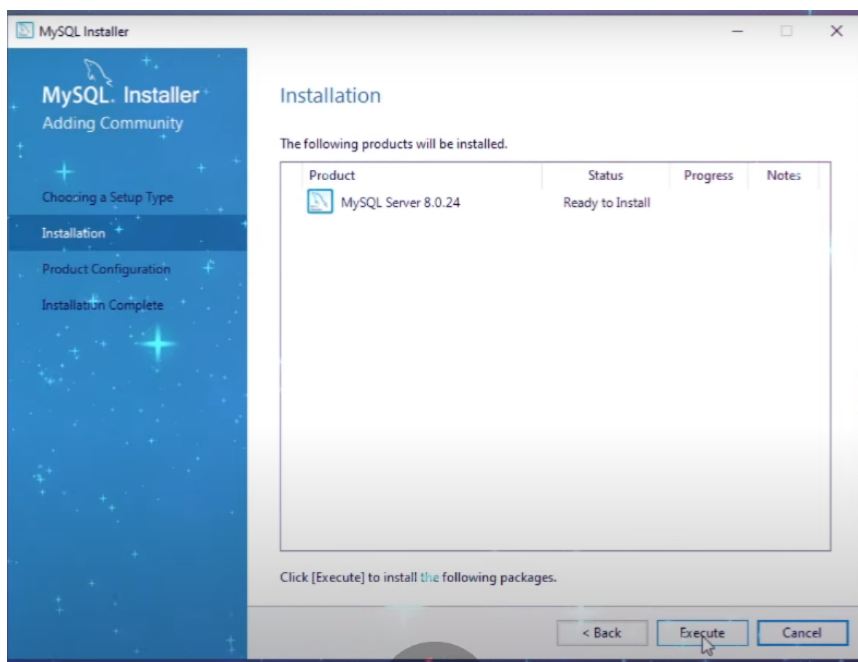 MySQL Installer
MySQL. Installer
Adding Community
Choosing a Setup Type
Installation
Product Configuration
Installation Complete
Installation
The following products will be installed.
Product Status Progress Notes
MySQL Server 8.0.24 Ready to Install
Click [Execute] to install the following packages.
< Back Execute Cancel